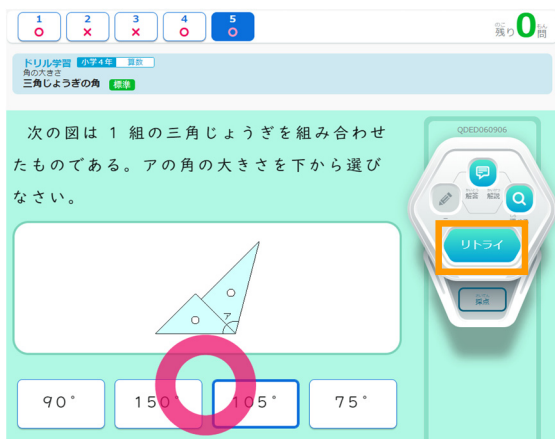 1 2 3 4 5
残り0問
ドリル学習 小学4年 算数
角の大きさ
三角じょうぎの角 標準
次の図は 1 組の三角じょうぎを組み合わせ
たものである。アの角の大きさを下から選び
なさい。
QDED060906
解答 解説
リトライ
採点
ア
90° 150° 105° 75°